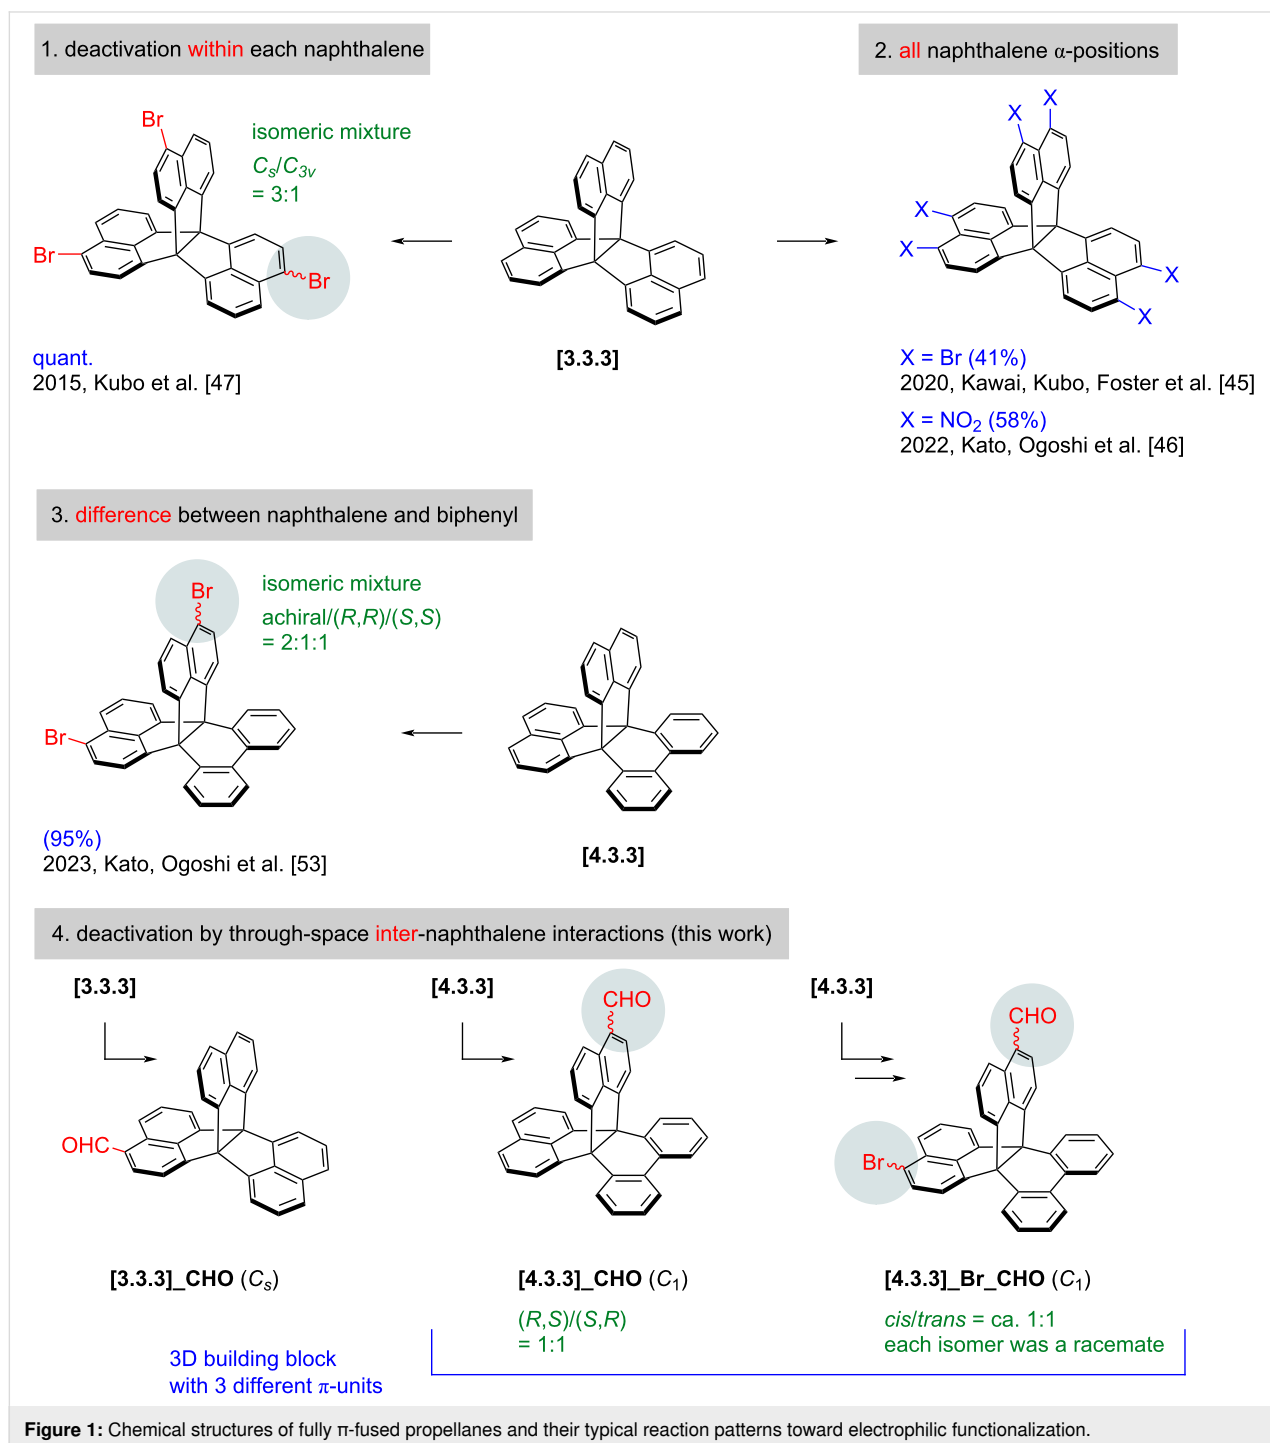 1. deactivation within each naphthalene
2. all naphthalene α-positions
Br
isomeric mixture
Cs/C3v
= 3:1
Br
Br
quant.
2015, Kubo et al. [47]
[3.3.3]
X
X
X
X
X
X
X = Br (41%)
2020, Kawai, Kubo, Foster et al. [45]
X = NO2 (58%)
2022, Kato, Ogoshi et al. [46]
3. difference between naphthalene and biphenyl
Br
isomeric mixture
achiral/(R,R)/(S,S)
= 2:1:1
Br
(95%)
2023, Kato, Ogoshi et al. [53]
[4.3.3]
4. deactivation by through-space inter-naphthalene interactions (this work)
[3.3.3]
OHC
[3.3.3]_CHO (Cs)
[4.3.3]
CHO
[4.3.3]_CHO (C1)
(R,S)/(S,R)
= 1:1
[4.3.3]
CHO
Br
[4.3.3]_Br_CHO (C1)
cis/trans = ca. 1:1
each isomer was a racemate
3D building block
with 3 different π-units
Figure 1: Chemical structures of fully π-fused propellanes and their typical reaction patterns toward electrophilic functionalization.